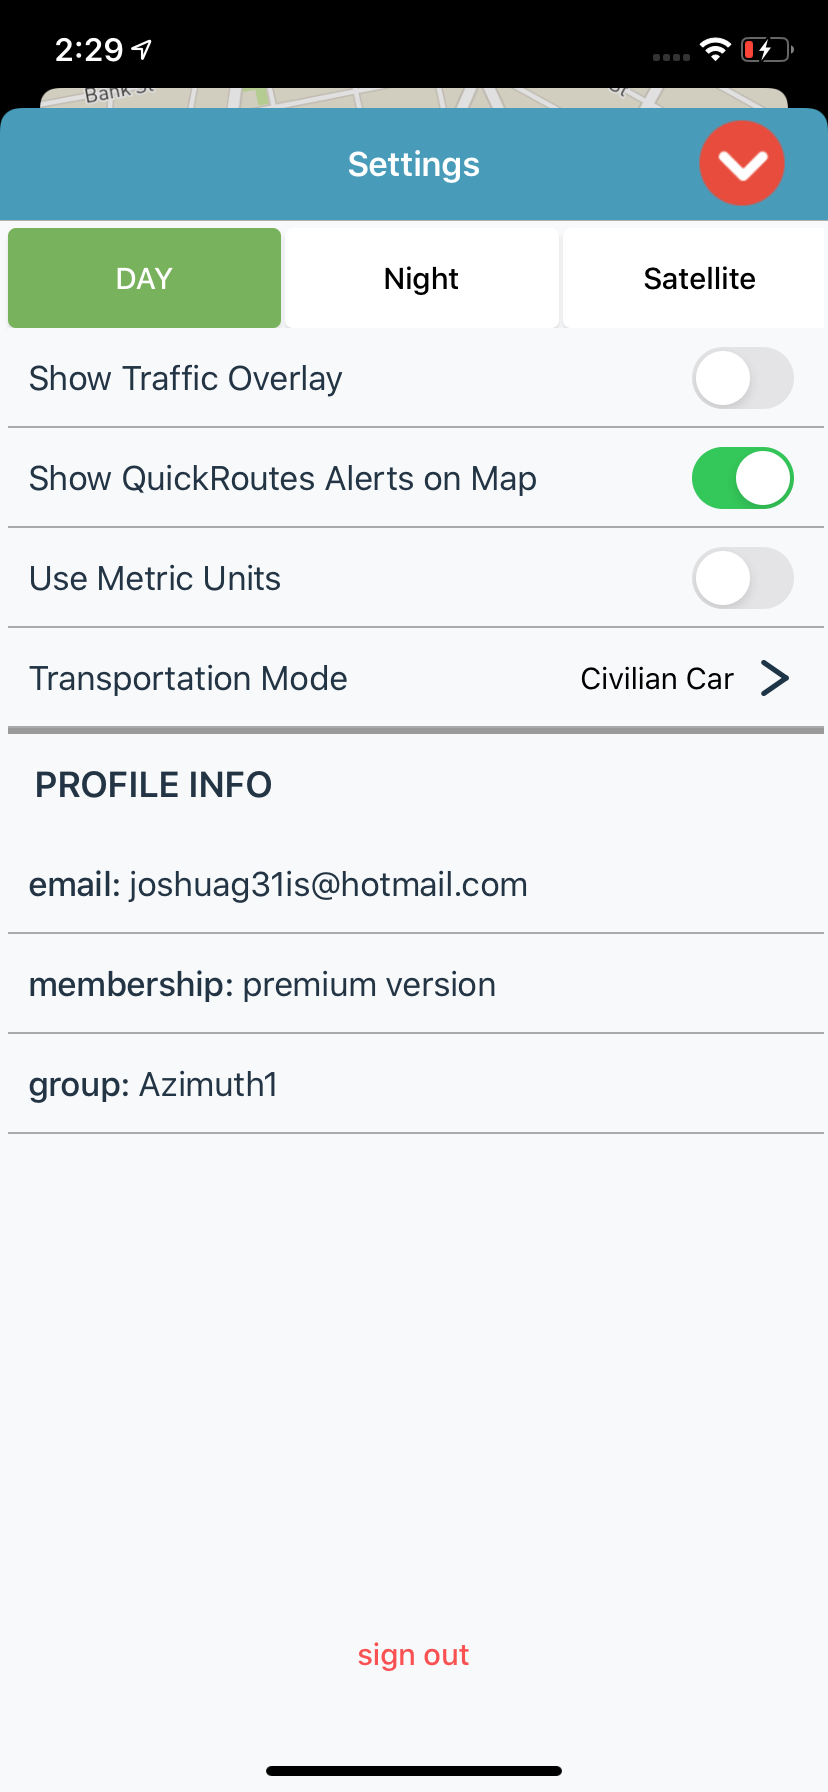 2:29
Bank St
St
Settings
DAY
Night
Satellite
Show Traffic Overlay
Show QuickRoutes Alerts on Map
Use Metric Units
Transportation Mode
Civilian Car
PROFILE INFO
email: joshuag31is@hotmail.com
membership: premium version
group: Azimuth1
sign out